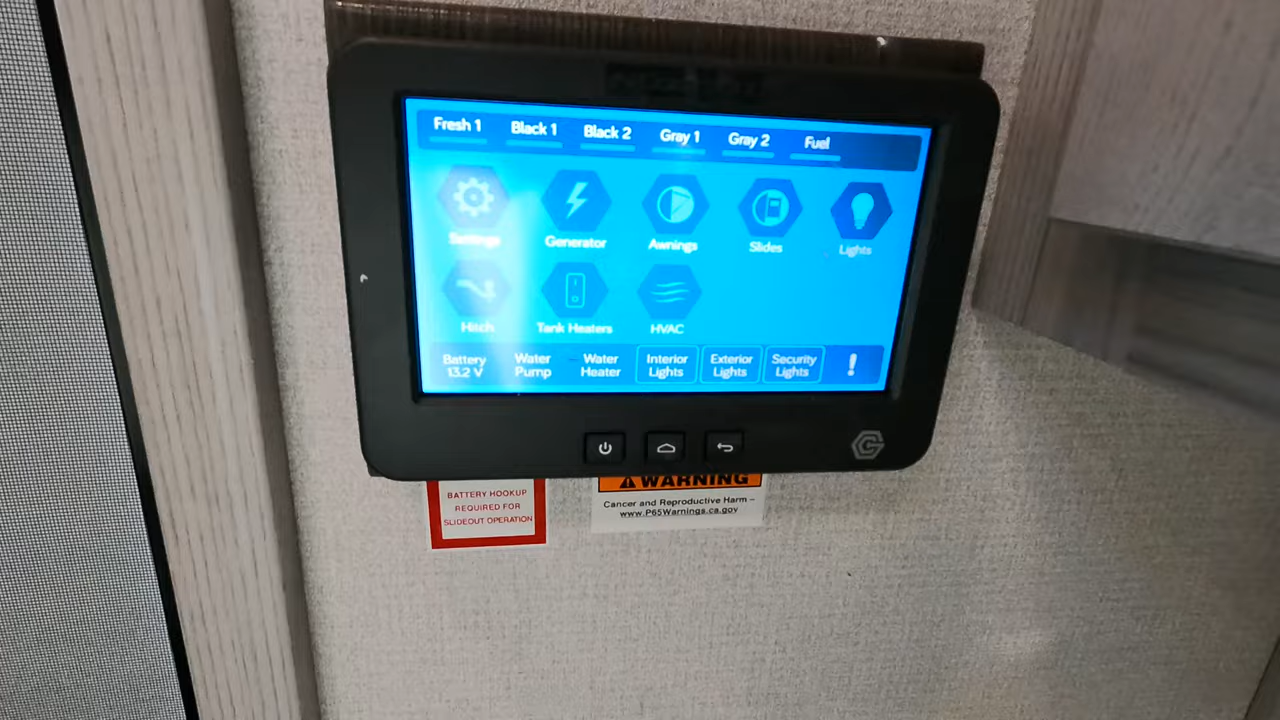 Fresh 1 Black 1 Black 2 Gray 1 Gray 2 Fuel
Settings Generator Awnings Slides Lights
Hitch Tank Heaters HVAC
Battery 13.2 V
Water Pump
Water Heater
Interior Lights
Exterior Lights
Security Lights
!
BATTERY HOOKUP
REQUIRED FOR
SLIDEOUT OPERATION
WARNING
Cancer and Reproductive Harm –
www.P65Warnings.ca.gov